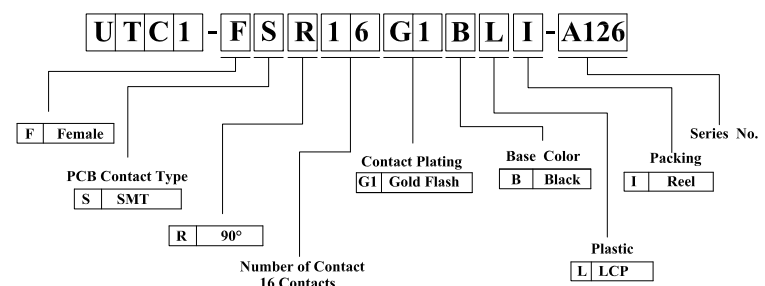 UTC1-FSR16G1BLI-A126
Series No.
F Female
Contact Plating
G1 Gold Flash
Base Color
B Black
Packing
I Reel
PCB Contact Type
S SMT
R 90°
Number of Contact
16 Contacts
Plastic
L LCP